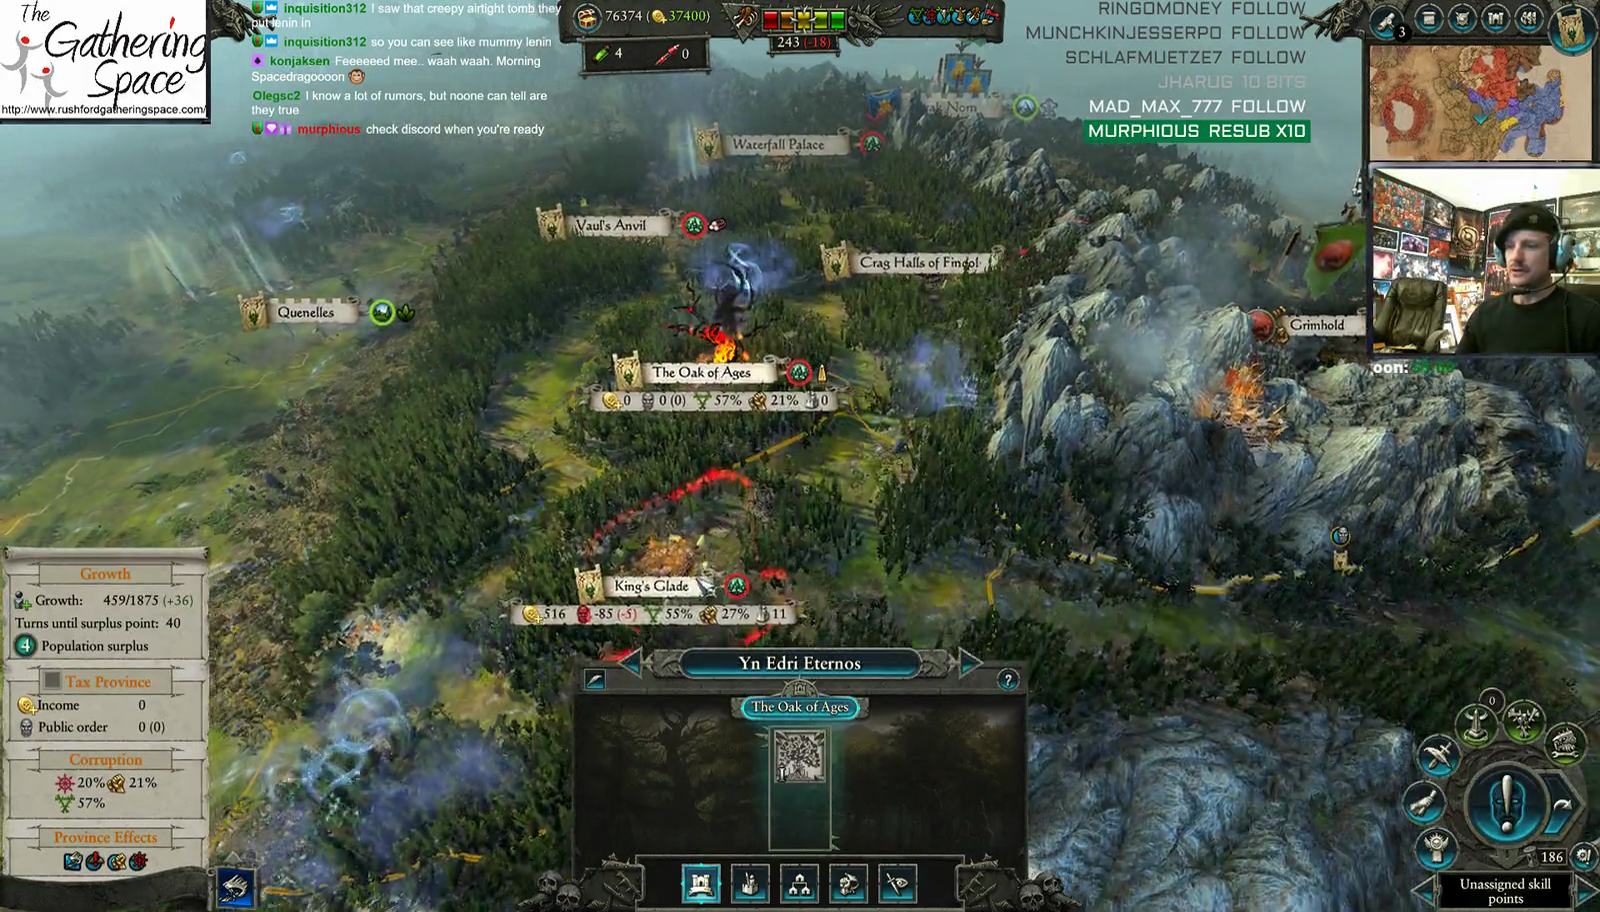 The
Gathering
Space
http://www.rushfordgatheringspace.com/
inquisition312 I saw that creepy airtight tomb they
put lenin in
inquisition312 so you can see like mummy lenin
konjaksen Feeeeeed mee.. waah waah. Morning
Spacedragoooon
Olegsc2 I know a lot of rumors, but noone can tell are
they true
murphious check discord when you're ready
76374 (37400)
243 (-18)
4 0
RINGOMONEY FOLLOW
MUNCHKINJESSERPO FOLLOW
SCHLAFMUETZE7 FOLLOW
JHARUG 10 BITS
MAD_MAX_777 FOLLOW
MURPHIOUS RESUB X10
3
Norn
Waterfall Palace
Vaul's Anvil
Crag Halls of Findol
Quenelles
Grimhold
oon:
The Oak of Ages
0 0 (0) 57% 21% 0
King's Glade
516 -85 (-5) 55% 27% 11
Growth
Growth: 459/1875 (+36)
Turns until surplus point: 40
4 Population surplus
Tax Province
Income 0
Public order 0 (0)
Corruption
20% 21%
57%
Province Effects
Yn Edri Eternos
?
The Oak of Ages
I
0
186
Unassigned skill
points